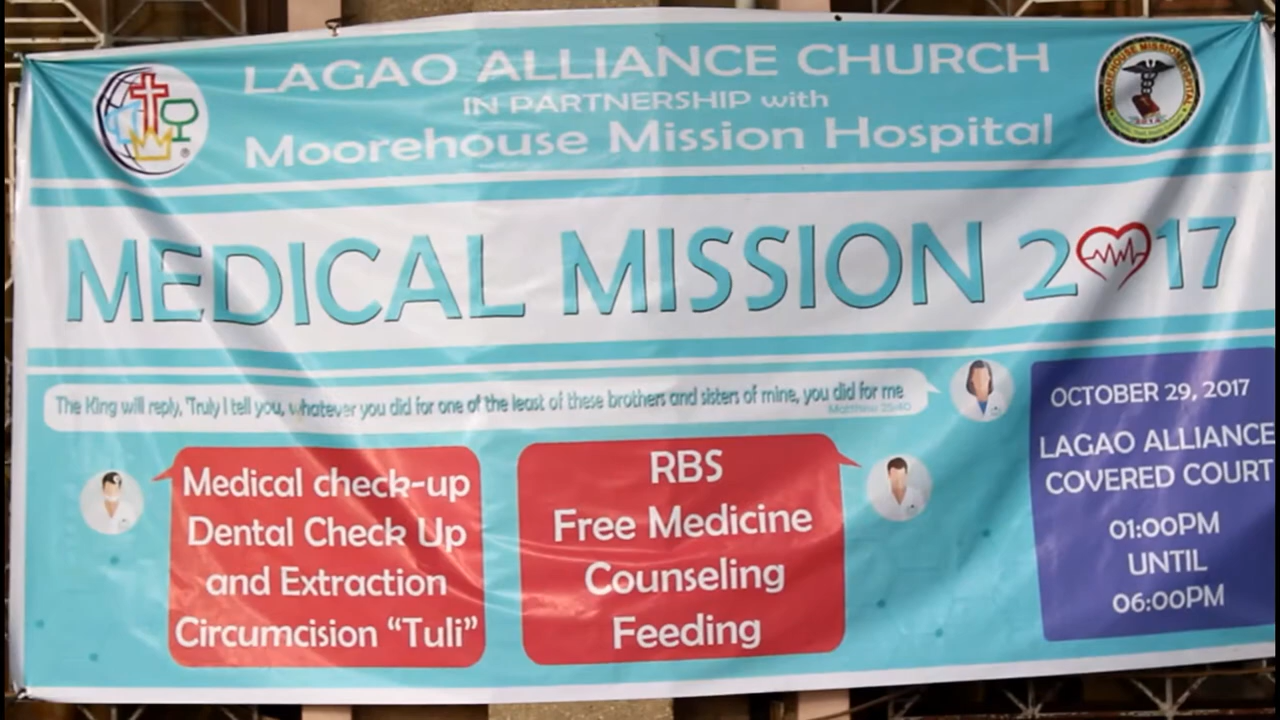 LAGAO ALLIANCE CHURCH
IN PARTNERSHIP with
Moorehouse Mission Hospital
MOOREHOUSE MISSION HOSPITAL
MEDICAL MISSION 2017
The King will reply, 'Truly I tell you, whatever you did for one of the least of these brothers and sisters of mine, you did for me
Matthew 25:40
Medical check-up
Dental Check Up
and Extraction
Circumcision “Tuli”
RBS
Free Medicine
Counseling
Feeding
OCTOBER 29, 2017
LAGAO ALLIANCE
COVERED COURT
01:00PM
UNTIL
06:00PM